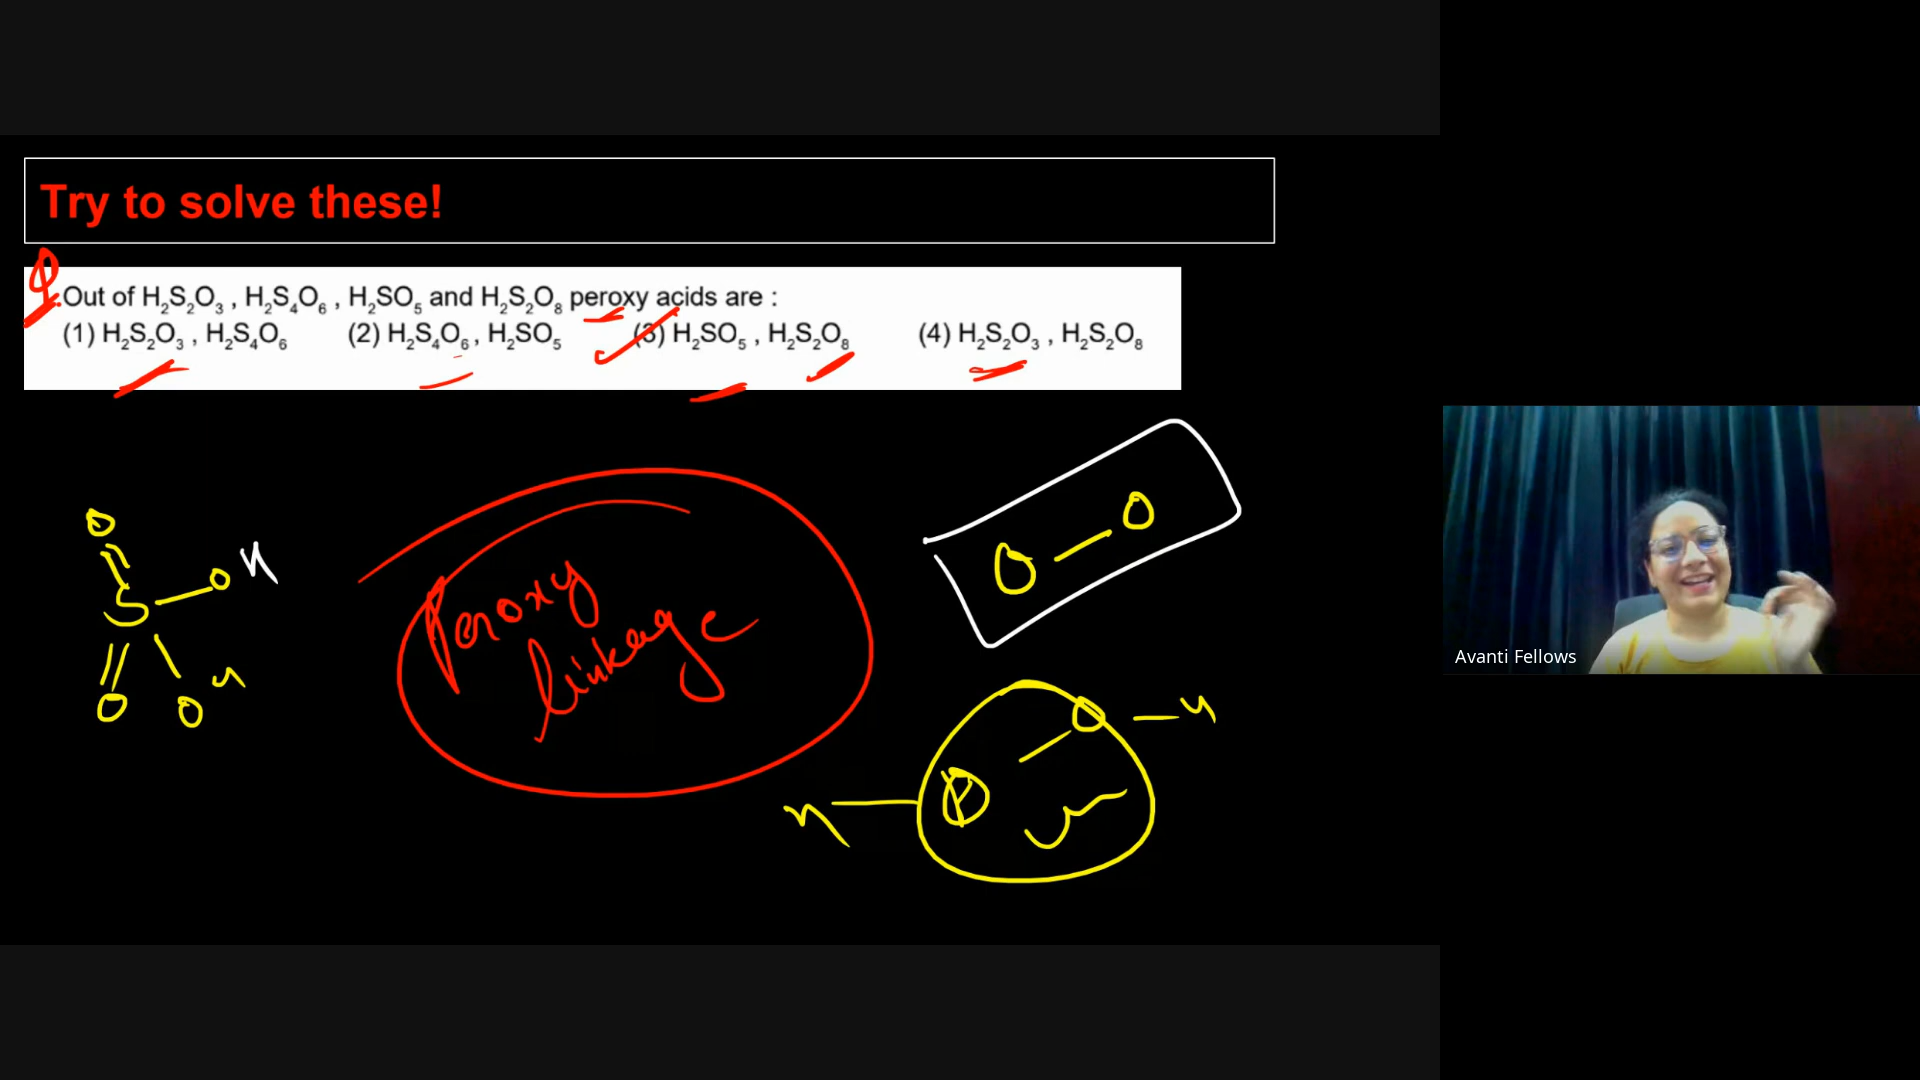 Try to solve these!
Q.Out of H₂S₂O₃ , H₂S₄O₆ , H₂SO₅ and H₂S₂O₈ peroxy acids are :
(1) H₂S₂O₃ , H₂S₄O₆ (2) H₂S₄O₆ , H₂SO₅ (3) H₂SO₅ , H₂S₂O₈ (4) H₂S₂O₃ , H₂S₂O₈
O
S — O H
O O H
Peroxy
linkage
O — O
O — H
H — O
Avanti Fellows